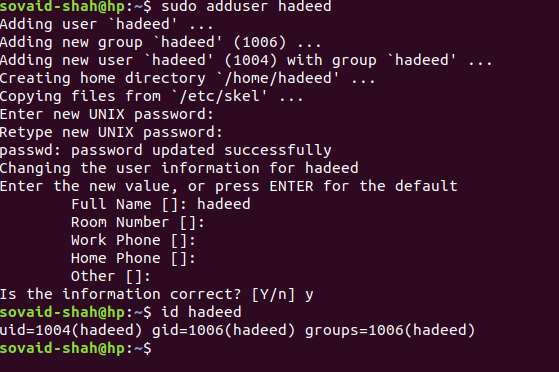 sovaid-shah@hp:~$ sudo adduser hadeed
Adding user `hadeed' ...
Adding new group `hadeed' (1006) ...
Adding new user `hadeed' (1004) with group `hadeed' ...
Creating home directory `/home/hadeed' ...
Copying files from `/etc/skel' ...
Enter new UNIX password:
Retype new UNIX password:
passwd: password updated successfully
Changing the user information for hadeed
Enter the new value, or press ENTER for the default
        Full Name []: hadeed
        Room Number []:
        Work Phone []:
        Home Phone []:
        Other []:
Is the information correct? [Y/n] y
sovaid-shah@hp:~$ id hadeed
uid=1004(hadeed) gid=1006(hadeed) groups=1006(hadeed)
sovaid-shah@hp:~$